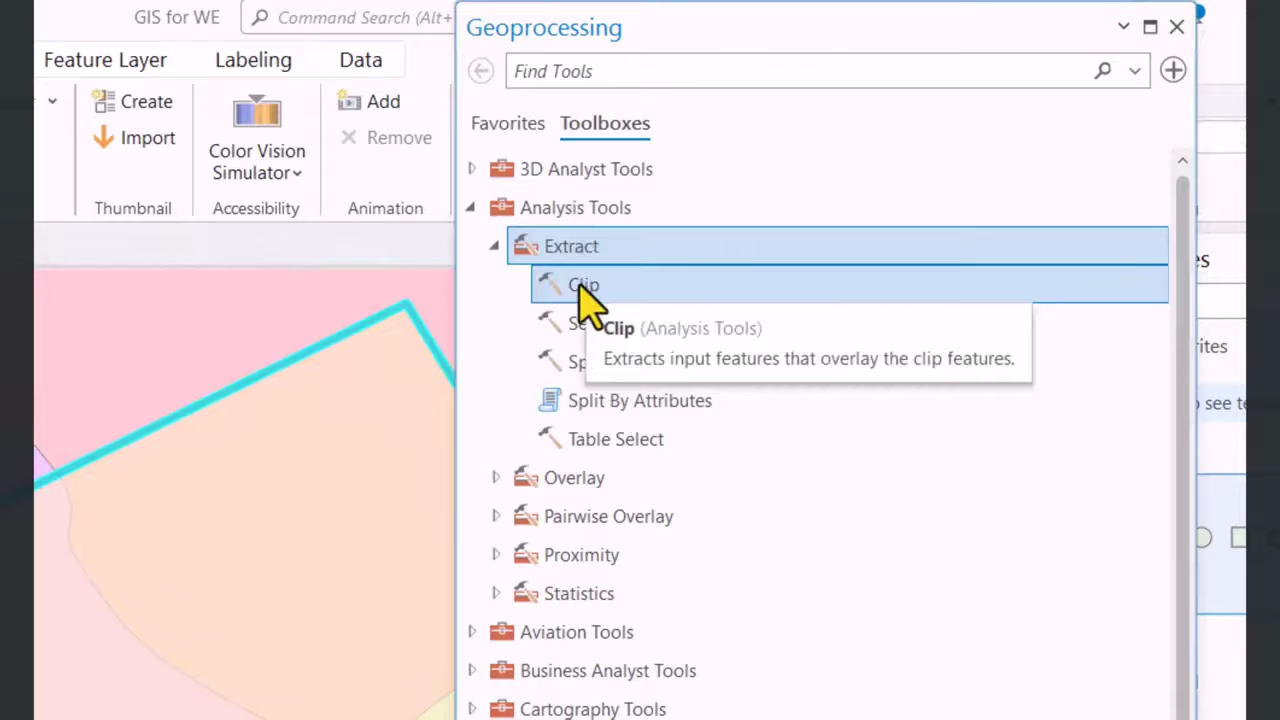 GIS for WE
Command Search (Alt+
Feature Layer
Labeling
Data
Create
Import
Thumbnail
Color Vision
Simulator
Accessibility
Add
Remove
Animation
Geoprocessing
Find Tools
Favorites
Toolboxes
3D Analyst Tools
Analysis Tools
Extract
Clip
Clip (Analysis Tools)
Extracts input features that overlay the clip features.
Split By Attributes
Table Select
Overlay
Pairwise Overlay
Proximity
Statistics
Aviation Tools
Business Analyst Tools
Cartography Tools